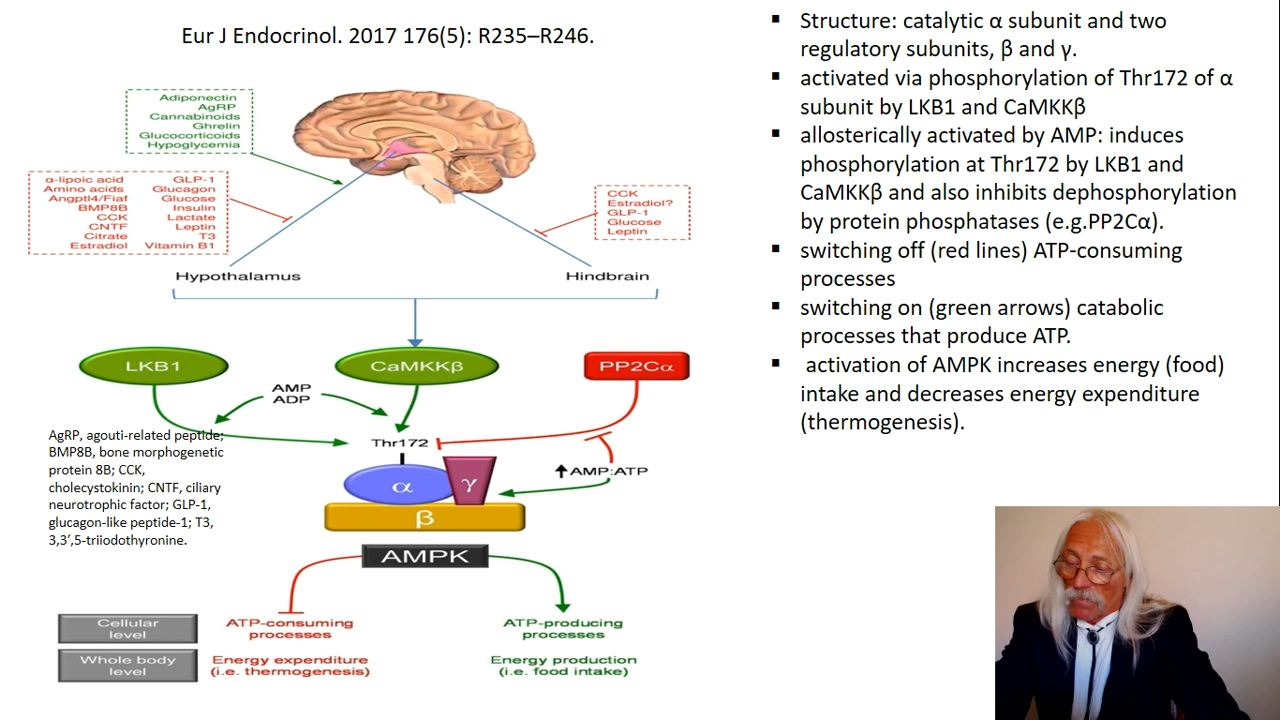 Eur J Endocrinol. 2017 176(5): R235–R246.
Adiponectin
AgRP
Cannabinoids
Ghrelin
Glucocorticoids
Hypoglycemia
α-lipoic acid GLP-1
Amino acids Glucagon
Angptl4/Fiaf Glucose
BMP8B Insulin
CCK Lactate
CNTF Leptin
Citrate T3
Estradiol Vitamin B1
CCK
Estradiol?
GLP-1
Glucose
Leptin
Hypothalamus
Hindbrain
LKB1
CaMKKβ
PP2Cα
AMP
ADP
Thr172
AMP:ATP
α
γ
β
AMPK
AgRP, agouti-related peptide;
BMP8B, bone morphogenetic
protein 8B; CCK,
cholecystokinin; CNTF, ciliary
neurotrophic factor; GLP-1,
glucagon-like peptide-1; T3,
3,3′,5-triiodothyronine.
Cellular
level
ATP-consuming
processes
ATP-producing
processes
Whole body
level
Energy expenditure
(i.e. thermogenesis)
Energy production
(i.e. food intake)
▪ Structure: catalytic α subunit and two
regulatory subunits, β and γ.
▪ activated via phosphorylation of Thr172 of α
subunit by LKB1 and CaMKKβ
▪ allosterically activated by AMP: induces
phosphorylation at Thr172 by LKB1 and
CaMKKβ and also inhibits dephosphorylation
by protein phosphatases (e.g.PP2Cα).
▪ switching off (red lines) ATP-consuming
processes
▪ switching on (green arrows) catabolic
processes that produce ATP.
▪ activation of AMPK increases energy (food)
intake and decreases energy expenditure
(thermogenesis).